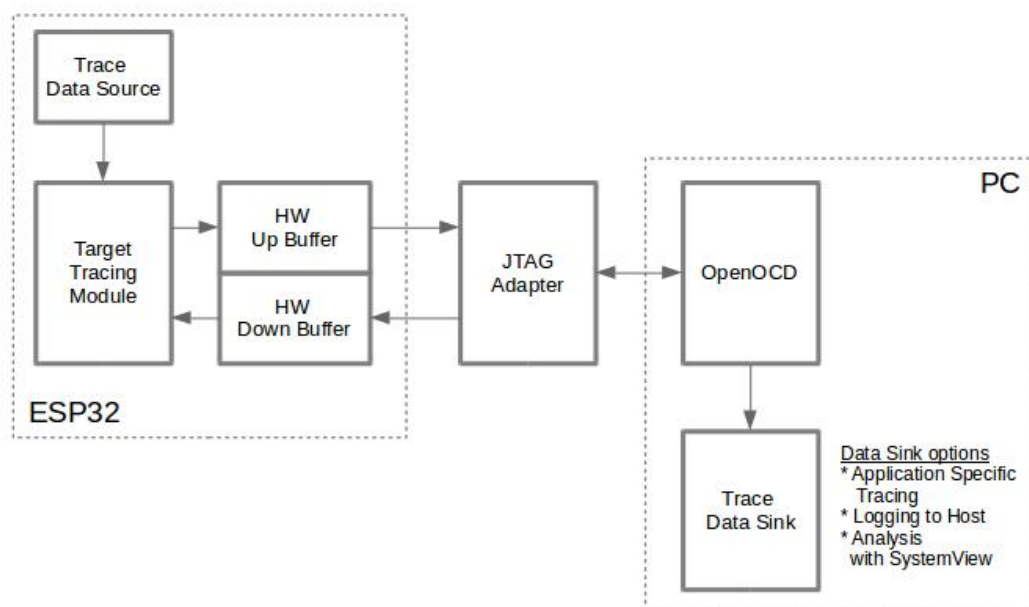 Trace
Data Source
Target
Tracing
Module
HW
Up Buffer
HW
Down Buffer
ESP32
JTAG
Adapter
PC
OpenOCD
Trace
Data Sink
Data Sink options
* Application Specific
Tracing
* Logging to Host
* Analysis
with SystemView